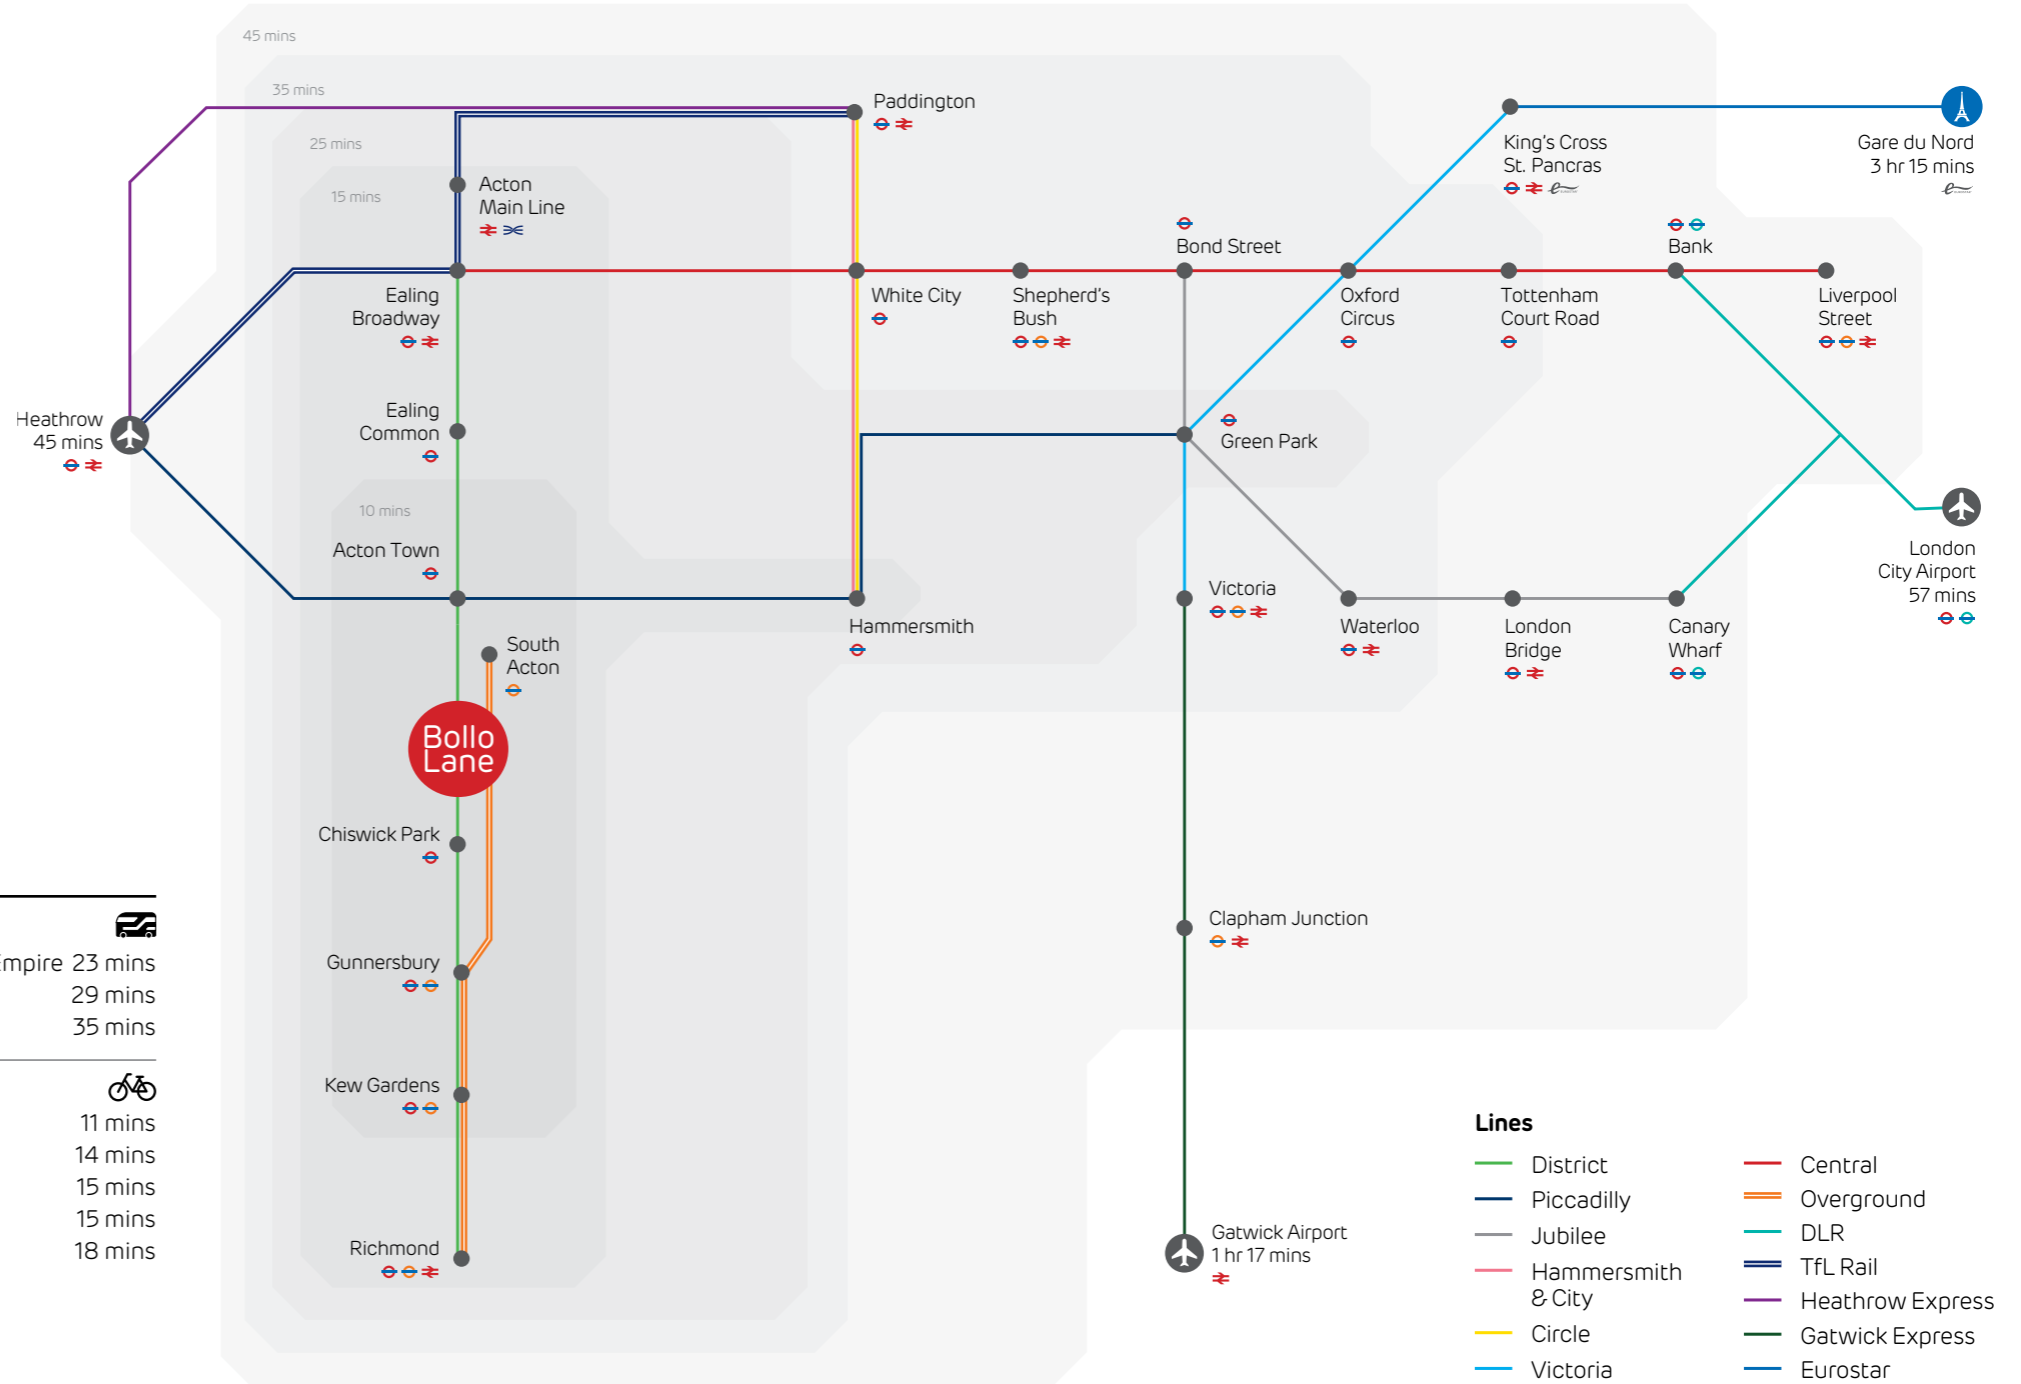 45 mins
35 mins
25 mins
15 mins
10 mins
Paddington
King's Cross
St. Pancras
Gare du Nord
3 hr 15 mins
Acton
Main Line
Bond Street
Bank
Ealing
Broadway
White City
Shepherd's
Bush
Oxford
Circus
Tottenham
Court Road
Liverpool
Street
Heathrow
45 mins
Ealing
Common
Green Park
Acton Town
London
City Airport
57 mins
Hammersmith
Victoria
Waterloo
London
Bridge
Canary
Wharf
South
Acton
Bollo
Lane
Chiswick Park
Clapham Junction
Gunnersbury
Kew Gardens
Richmond
Gatwick Airport
1 hr 17 mins
Empire 23 mins
29 mins
35 mins
11 mins
14 mins
15 mins
15 mins
18 mins
Lines
District
Piccadilly
Jubilee
Hammersmith
& City
Circle
Victoria
Central
Overground
DLR
TfL Rail
Heathrow Express
Gatwick Express
Eurostar